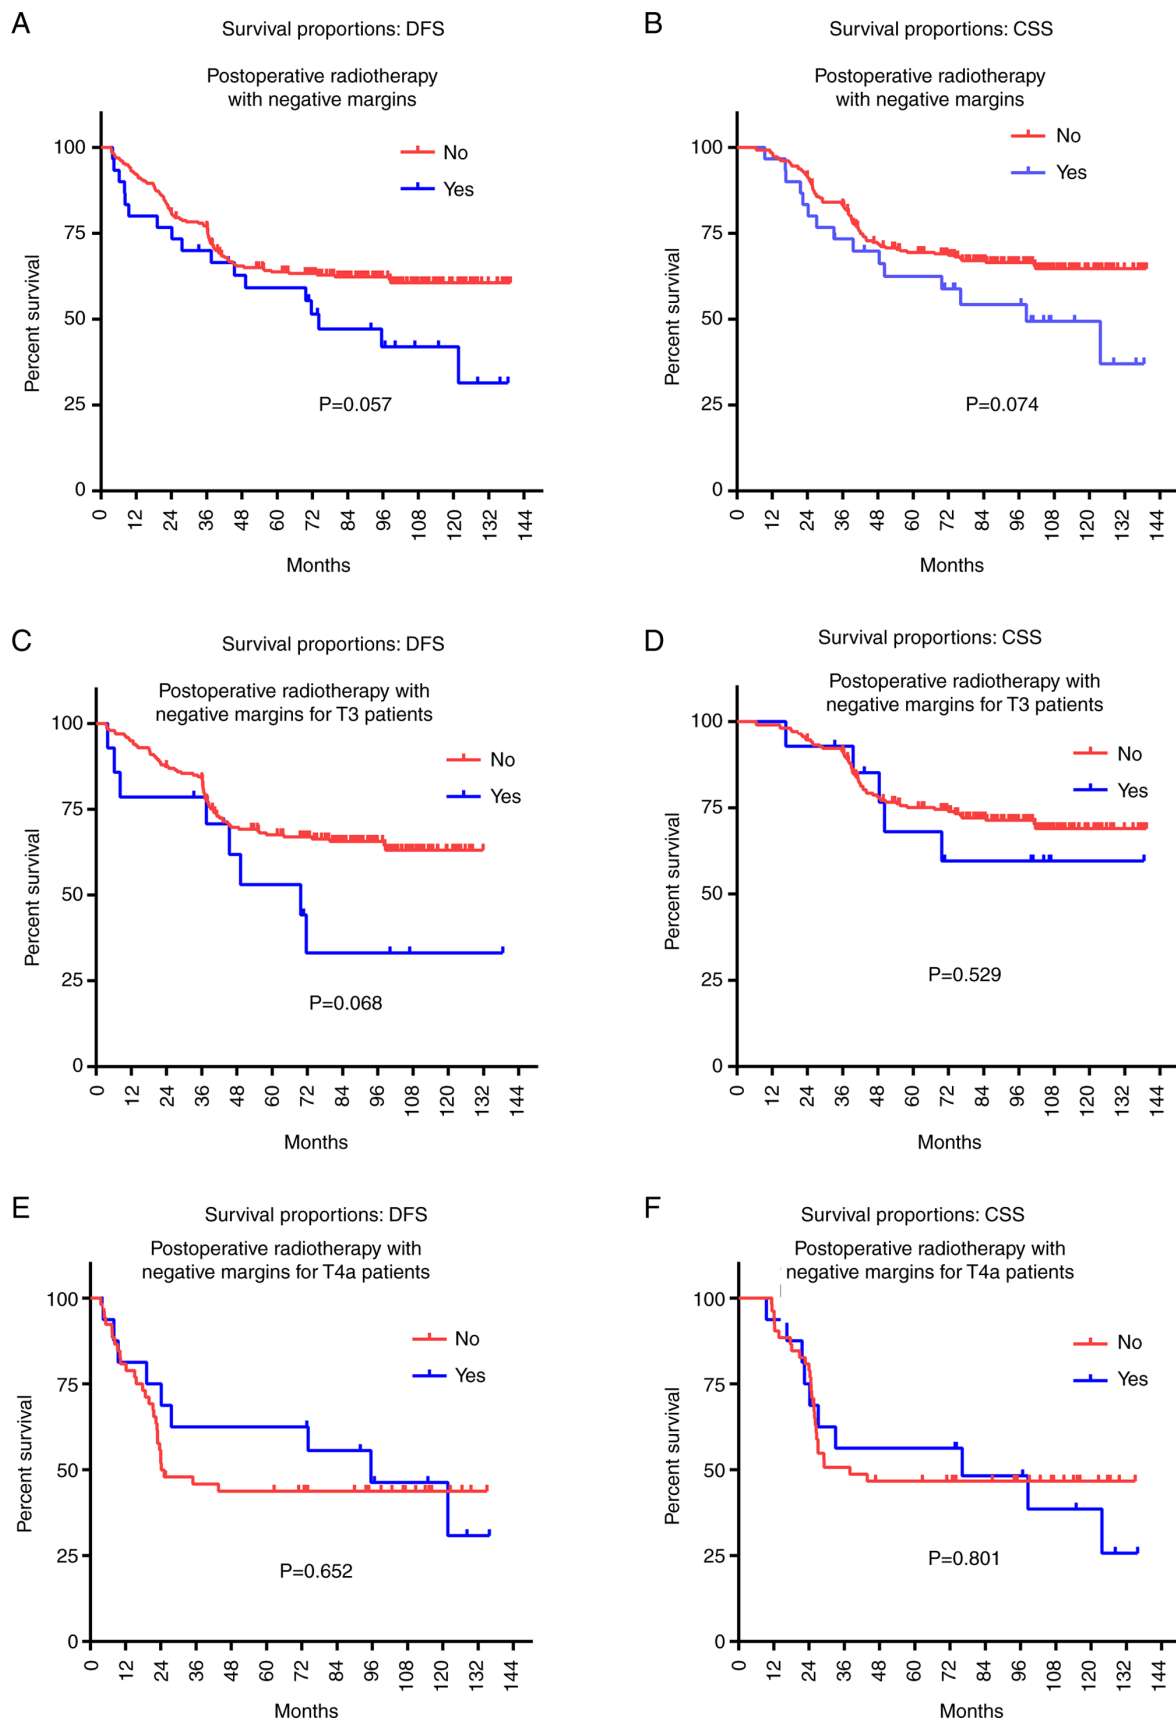 A
Survival proportions: DFS
Postoperative radiotherapy
with negative margins
No
Yes
100
75
50
25
0
Percent survival
P=0.057
0 12 24 36 48 60 72 84 96 108 120 132 144
Months
B
Survival proportions: CSS
Postoperative radiotherapy
with negative margins
No
Yes
100
75
50
25
0
Percent survival
P=0.074
0 12 24 36 48 60 72 84 96 108 120 132 144
Months
C
Survival proportions: DFS
Postoperative radiotherapy with
negative margins for T3 patients
No
Yes
100
75
50
25
0
Percent survival
P=0.068
0 12 24 36 48 60 72 84 96 108 120 132 144
Months
D
Survival proportions: CSS
Postoperative radiotherapy with
negative margins for T3 patients
No
Yes
100
75
50
25
0
Percent survival
P=0.529
0 12 24 36 48 60 72 84 96 108 120 132 144
Months
E
Survival proportions: DFS
Postoperative radiotherapy with
negative margins for T4a patients
No
Yes
100
75
50
25
0
Percent survival
P=0.652
0 12 24 36 48 60 72 84 96 108 120 132 144
Months
F
Survival proportions: CSS
Postoperative radiotherapy with
negative margins for T4a patients
No
Yes
100
75
50
25
0
Percent survival
P=0.801
0 12 24 36 48 60 72 84 96 108 120 132 144
Months